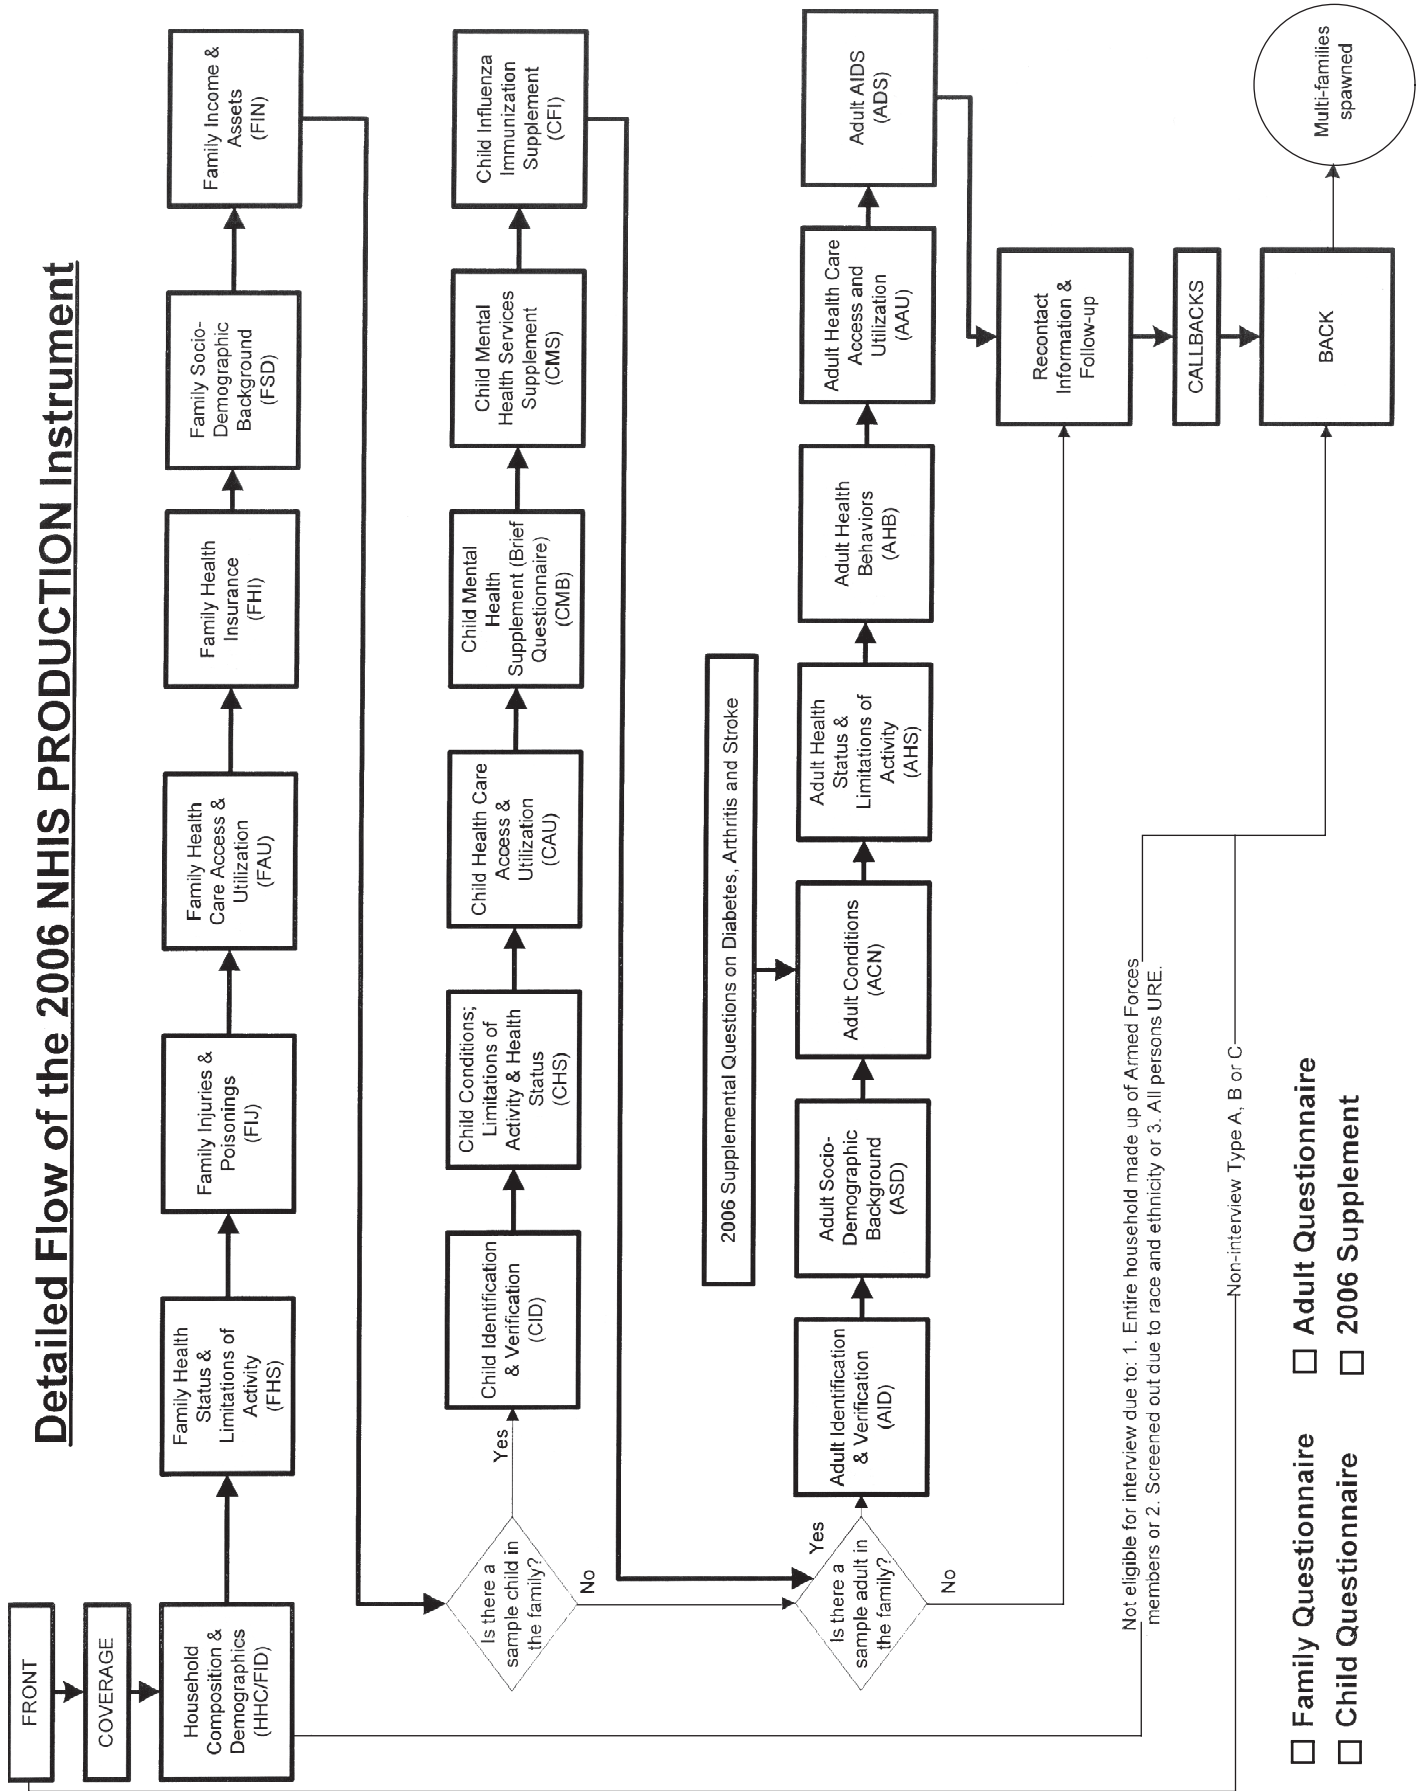 Detailed Flow of the 2006 NHIS PRODUCTION Instrument
FRONT
COVERAGE
Household
Composition &
Demographics
(HHC/FID)
Family Health
Status &
Limitations of
Activity
(FHS)
Family Injuries &
Poisonings
(FIJ)
Family Health
Care Access &
Utilization
(FAU)
Family Health
Insurance
(FHI)
Family Socio-
Demographic
Background
(FSD)
Family Income &
Assets
(FIN)
Is there a
sample child in
the family?
Yes
No
Child Identification
& Verification
(CID)
Child Conditions;
Limitations of
Activity & Health
Status
(CHS)
Child Health Care
Access &
Utilization
(CAU)
Child Mental
Health
Supplement (Brief
Questionnaire)
(CMB)
Child Mental
Health Services
Supplement
(CMS)
Child Influenza
Immunization
Supplement
(CFI)
2006 Supplemental Questions on Diabetes, Arthritis and Stroke
Is there a
sample adult in
the family?
Yes
No
Adult Identification
& Verification
(AID)
Adult Socio-
Demographic
Background
(ASD)
Adult Conditions
(ACN)
Adult Health
Status &
Limitations of
Activity
(AHS)
Adult Health
Behaviors
(AHB)
Adult Health Care
Access and
Utilization
(AAU)
Adult AIDS
(ADS)
Recontact
Information &
Follow-up
CALLBACKS
BACK
Multi-families
spawned
Not eligible for interview due to: 1. Entire household made up of Armed Forces
members or 2. Screened out due to race and ethnicity or 3. All persons URE.
Non-interview Type A, B or C
Family Questionnaire
Adult Questionnaire
Child Questionnaire
2006 Supplement